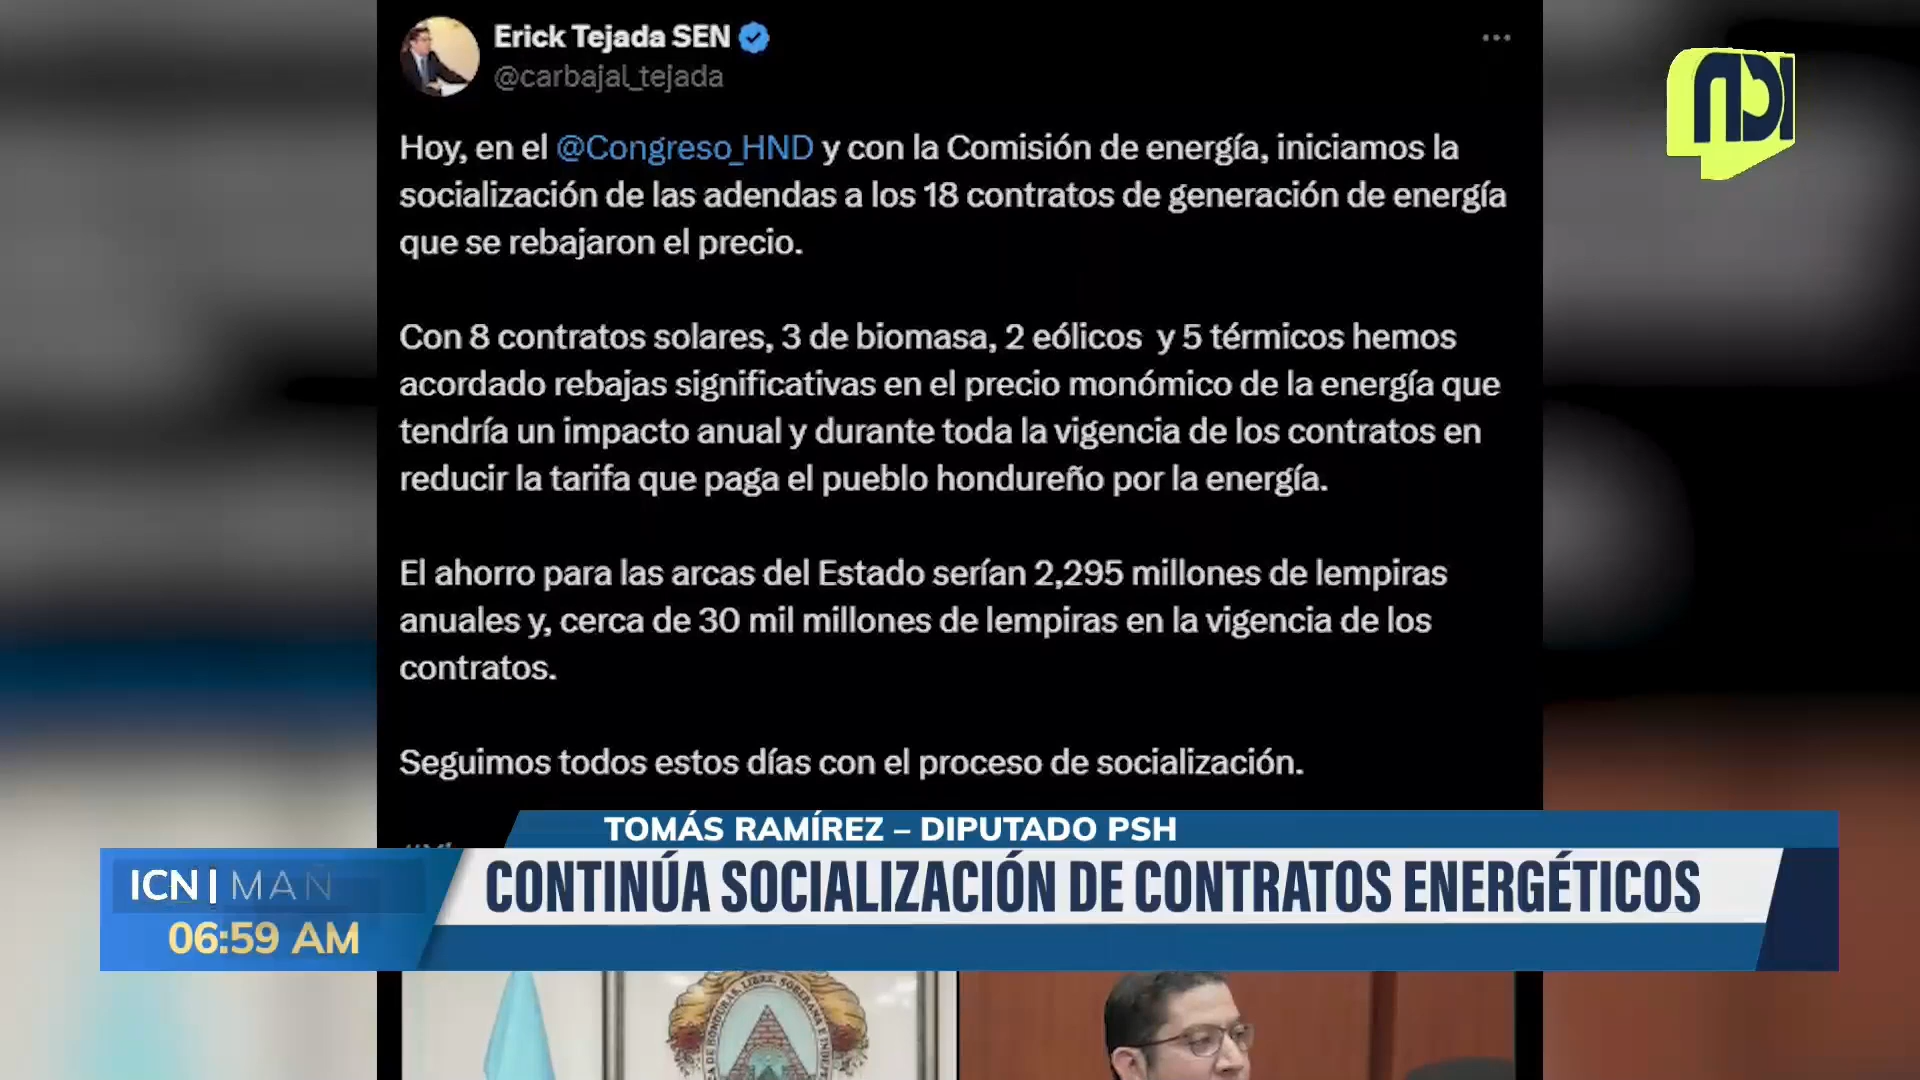 Erick Tejada SEN
@carbajal_tejada
Hoy, en el @Congreso_HND y con la Comisión de energía, iniciamos la
socialización de las adendas a los 18 contratos de generación de energía
que se rebajaron el precio.
Con 8 contratos solares, 3 de biomasa, 2 eólicos y 5 térmicos hemos
acordado rebajas significativas en el precio monómico de la energía que
tendría un impacto anual y durante toda la vigencia de los contratos en
reducir la tarifa que paga el pueblo hondureño por la energía.
El ahorro para las arcas del Estado serían 2,295 millones de lempiras
anuales y, cerca de 30 mil millones de lempiras en la vigencia de los
contratos.
Seguimos todos estos días con el proceso de socialización.
TOMÁS RAMÍREZ – DIPUTADO PSH
ICN | MAN
CONTINÚA SOCIALIZACIÓN DE CONTRATOS ENERGÉTICOS
06:59 AM
LIBRE, SOBERANA E